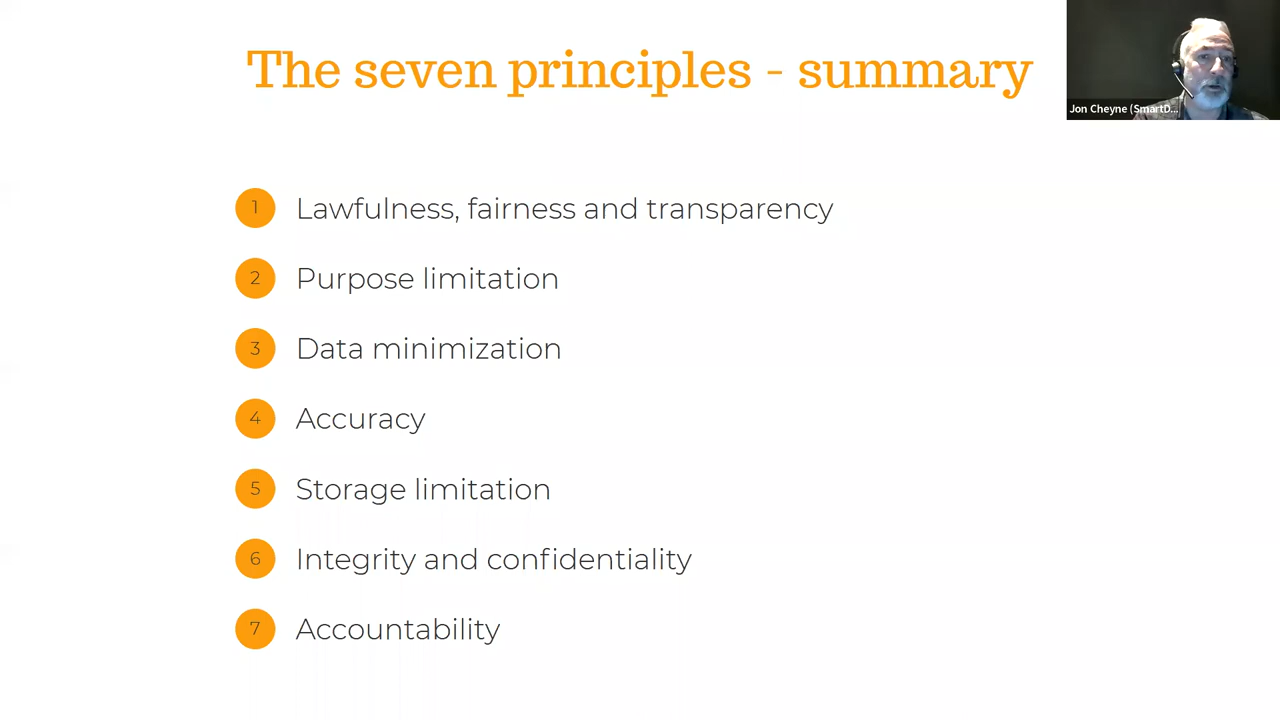 The seven principles - summary
Jon Cheyne (SmartD...
1 Lawfulness, fairness and transparency
2 Purpose limitation
3 Data minimization
4 Accuracy
5 Storage limitation
6 Integrity and confidentiality
7 Accountability